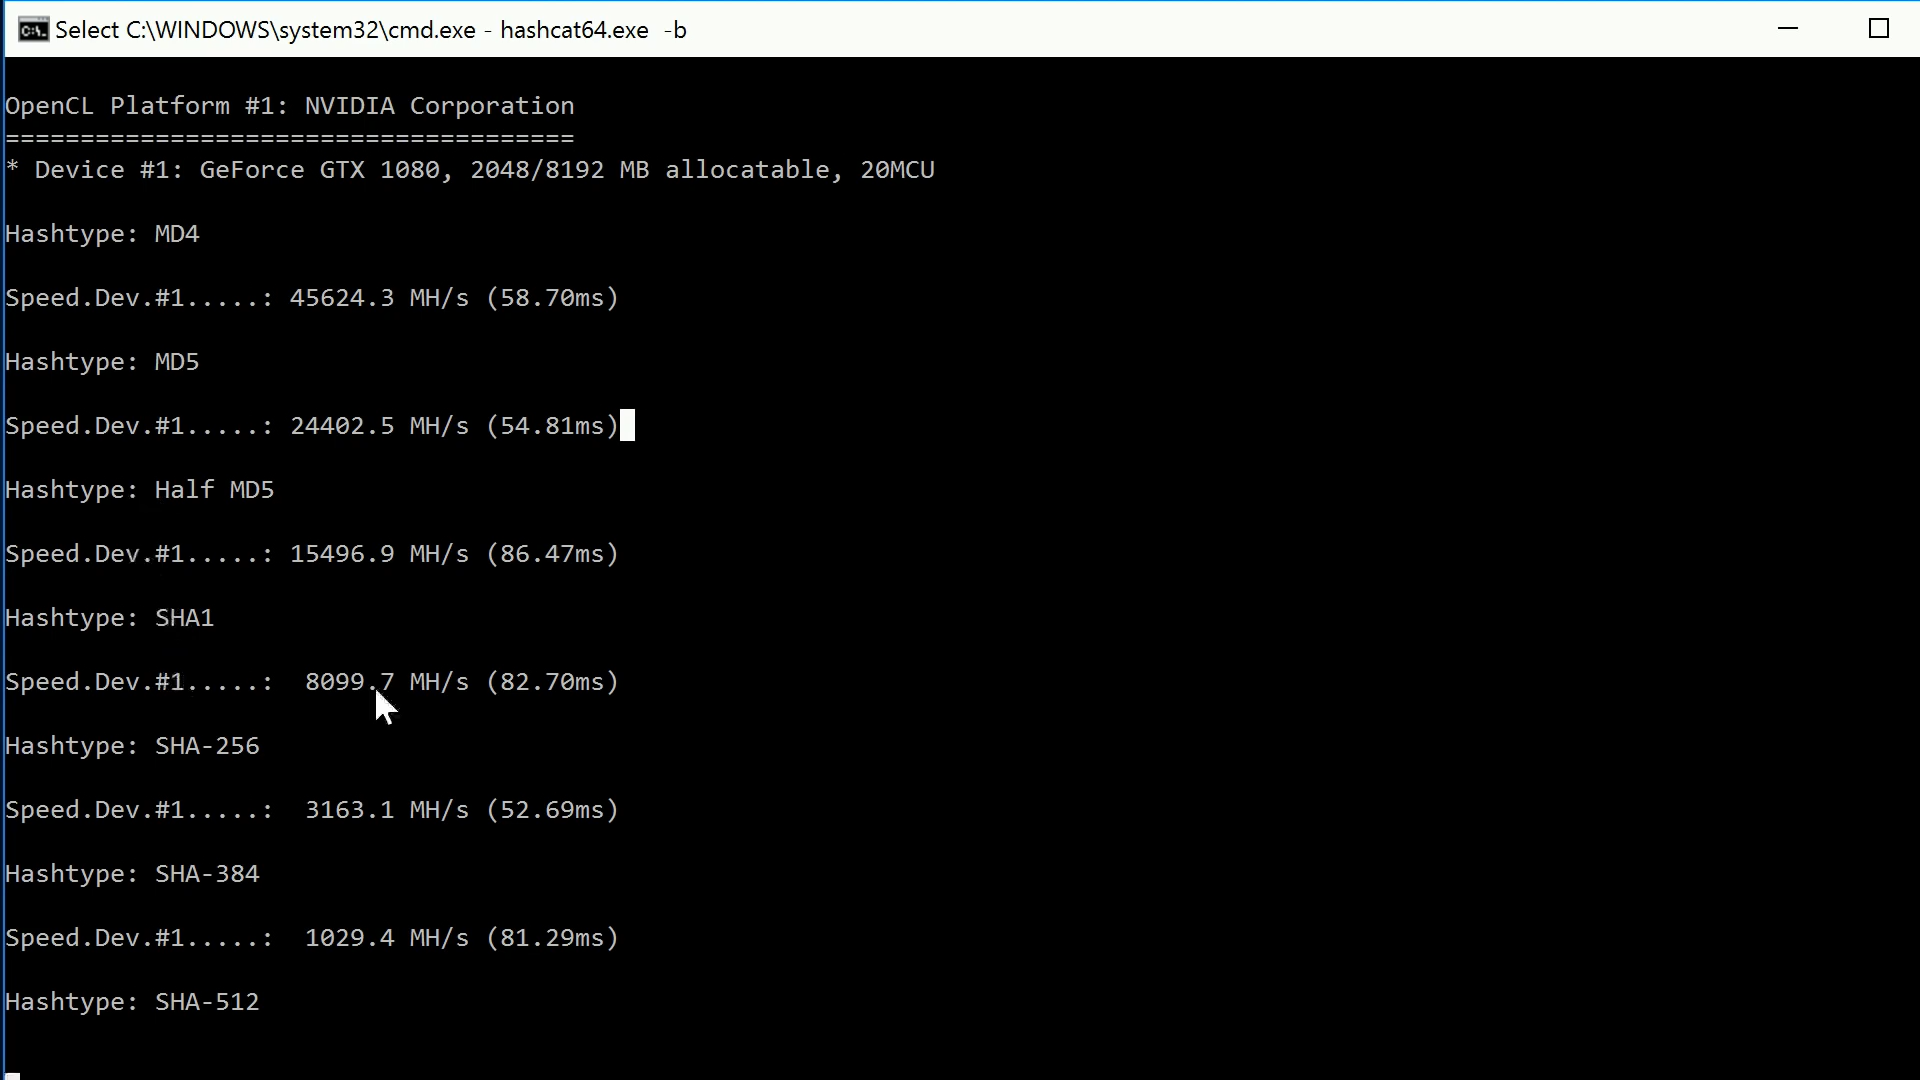 Select C:\WINDOWS\system32\cmd.exe - hashcat64.exe  -b
OpenCL Platform #1: NVIDIA Corporation
======================================
* Device #1: GeForce GTX 1080, 2048/8192 MB allocatable, 20MCU
Hashtype: MD4
Speed.Dev.#1.....: 45624.3 MH/s (58.70ms)
Hashtype: MD5
Speed.Dev.#1.....: 24402.5 MH/s (54.81ms)
Hashtype: Half MD5
Speed.Dev.#1.....: 15496.9 MH/s (86.47ms)
Hashtype: SHA1
Speed.Dev.#1.....:  8099.7 MH/s (82.70ms)
Hashtype: SHA-256
Speed.Dev.#1.....:  3163.1 MH/s (52.69ms)
Hashtype: SHA-384
Speed.Dev.#1.....:  1029.4 MH/s (81.29ms)
Hashtype: SHA-512